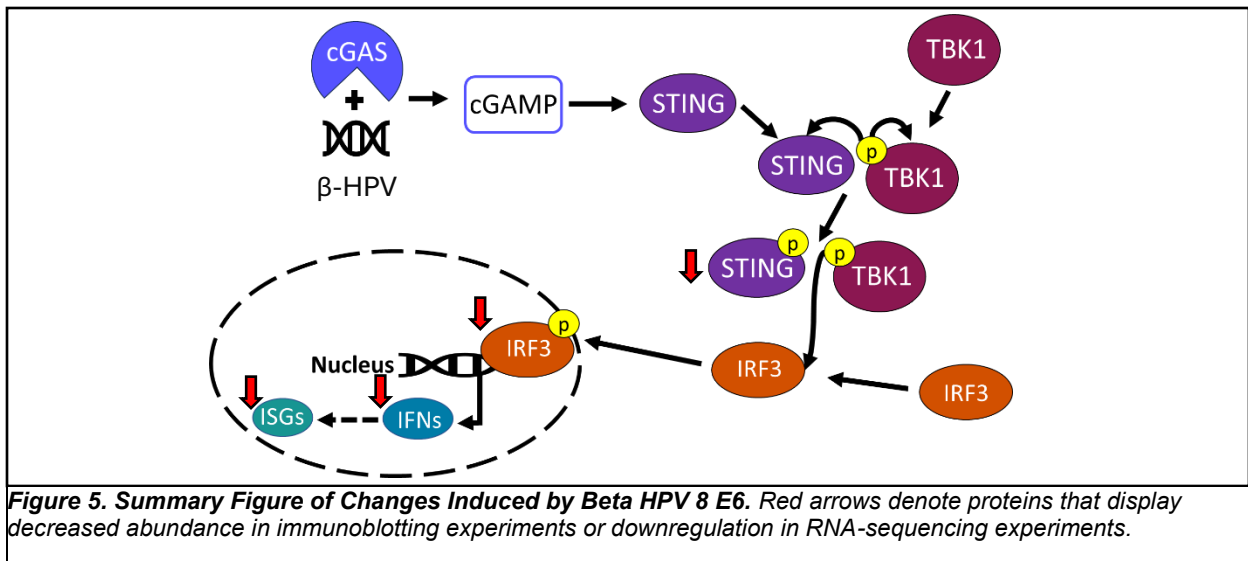 cGAS
+
β-HPV
cGAMP
STING
TBK1
STING
p
TBK1
STING
p
p
TBK1
IRF3
IRF3
p
IRF3
Nucleus
IFNs
ISGs
Figure 5. Summary Figure of Changes Induced by Beta HPV 8 E6. Red arrows denote proteins that display
decreased abundance in immunoblotting experiments or downregulation in RNA-sequencing experiments.